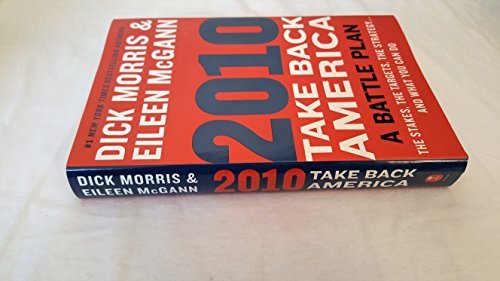 #1 NEW YORK TIMES BESTSELLING AUTHORS
DICK MORRIS &
EILEEN McGANN
2010
TAKE BACK
AMERICA
A BATTLE PLAN
THE STAKES, THE TARGETS, THE STRATEGY...
AND WHAT YOU CAN DO
DICK MORRIS &
EILEEN McGANN
2010
TAKE BACK
AMERICA